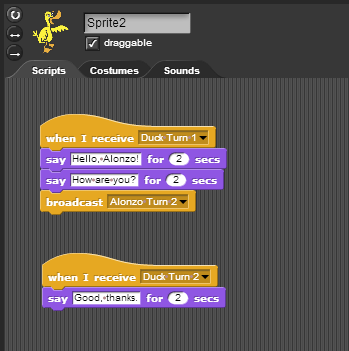 Sprite2
draggable
Scripts Costumes Sounds
when I receive Duck Turn 1
say Hello, Alonzo! for 2 secs
say How are you? for 2 secs
broadcast Alonzo Turn 2
when I receive Duck Turn 2
say Good, thanks. for 2 secs